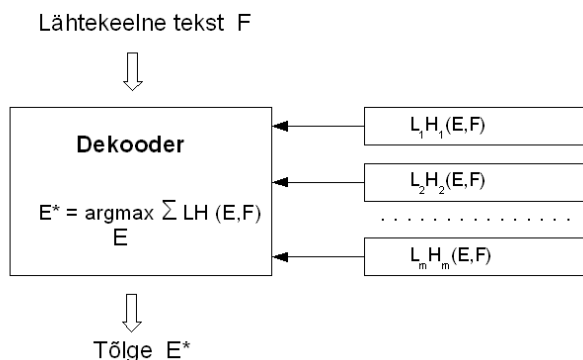 Lähtekeelne tekst F
Dekooder
E* = argmax ∑ LH (E,F)
E
L₁H₁(E,F)
L₂H₂(E,F)
. . . . . . . . . . . . . . .
LₘHₘ(E,F)
Tõlge E*